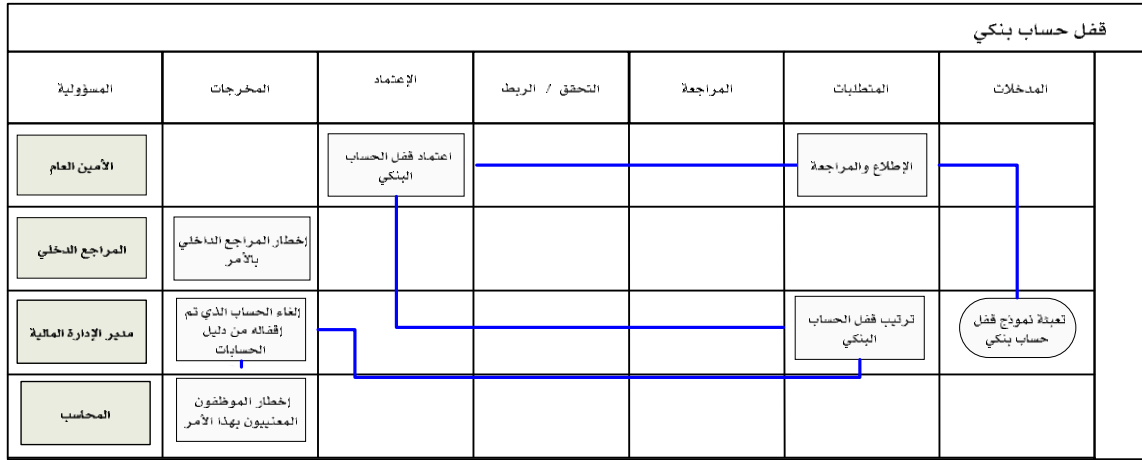 قفل حساب بنكي
المدخلات
المتطلبات
المراجعة
التحقق / الربط
الإعتماد
المخرجات
المسؤولية
الإطلاع والمراجعة
اعتماد قفل الحساب
البنكي
الأمين العام
إخطار المراجع الداخلي
بالأمر
المراجع الدخلي
تعبئة نموذج قفل
حساب بنكي
ترتيب قفل الحساب
البنكي
إلغاء الحساب الذي تم
إقفاله من دليل
الحسابات
مدير الإدارة المالية
إخطار الموظفون
المعنييون بهذا الأمر
المحاسب